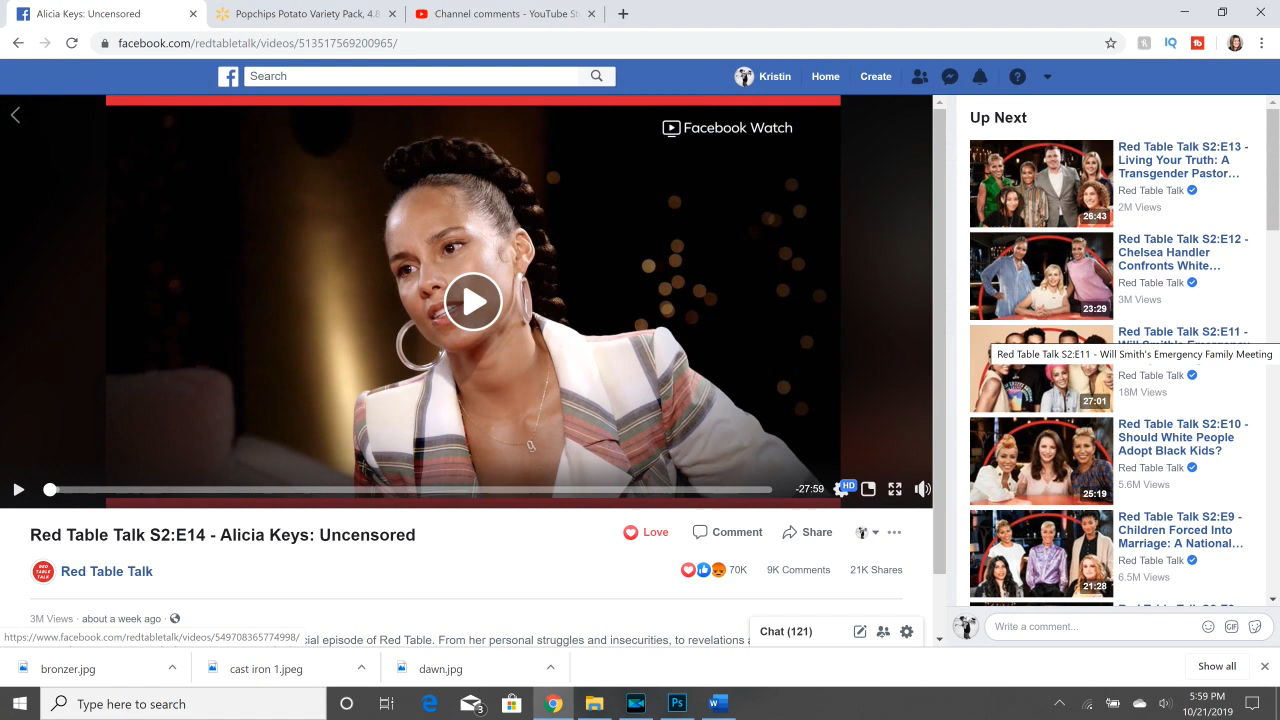 Alicia Keys: Uncensored
Popchips Potato Variety Pack, 4.8
Channel comments - YouTube St
facebook.com/redtabletalk/videos/513517569200965/
Search
Kristin
Home
Create
Facebook Watch
-27:59
HD
Red Table Talk S2:E14 - Alicia Keys: Uncensored
Love
Comment
Share
RED TABLE TALK
Red Table Talk
70K
9K Comments
21K Shares
3M Views · about a week ago ·
https://www.facebook.com/redtabletalk/videos/549708365774998/
cial episode of Red Table. From her personal struggles and insecurities, to revelations a
Chat (121)
Up Next
Red Table Talk S2:E13 -
Living Your Truth: A
Transgender Pastor…
Red Table Talk
2M Views
26:43
Red Table Talk S2:E12 -
Chelsea Handler
Confronts White…
Red Table Talk
3M Views
23:29
Red Table Talk S2:E11 -
Red Table Talk S2:E11 - Will Smith's Emergency Family Meeting
Red Table Talk
18M Views
27:01
Red Table Talk S2:E10 -
Should White People
Adopt Black Kids?
Red Table Talk
5.6M Views
25:19
Red Table Talk S2:E9 -
Children Forced Into
Marriage: A National…
Red Table Talk
6.5M Views
21:28
Write a comment...
GIF
bronzer.jpg
cast iron 1.jpeg
dawn.jpg
Show all
Type here to search
3
Ps
5:59 PM
10/21/2019